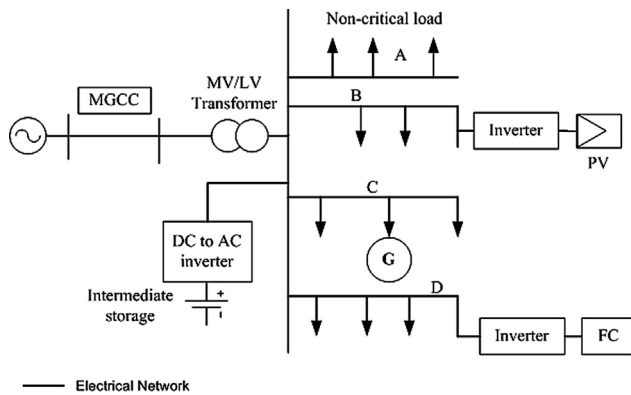 Non-critical load
A
MV/LV
Transformer
MGCC
B
Inverter
PV
C
DC to AC
inverter
G
Intermediate
storage
+
-
D
Inverter
FC
Electrical Network